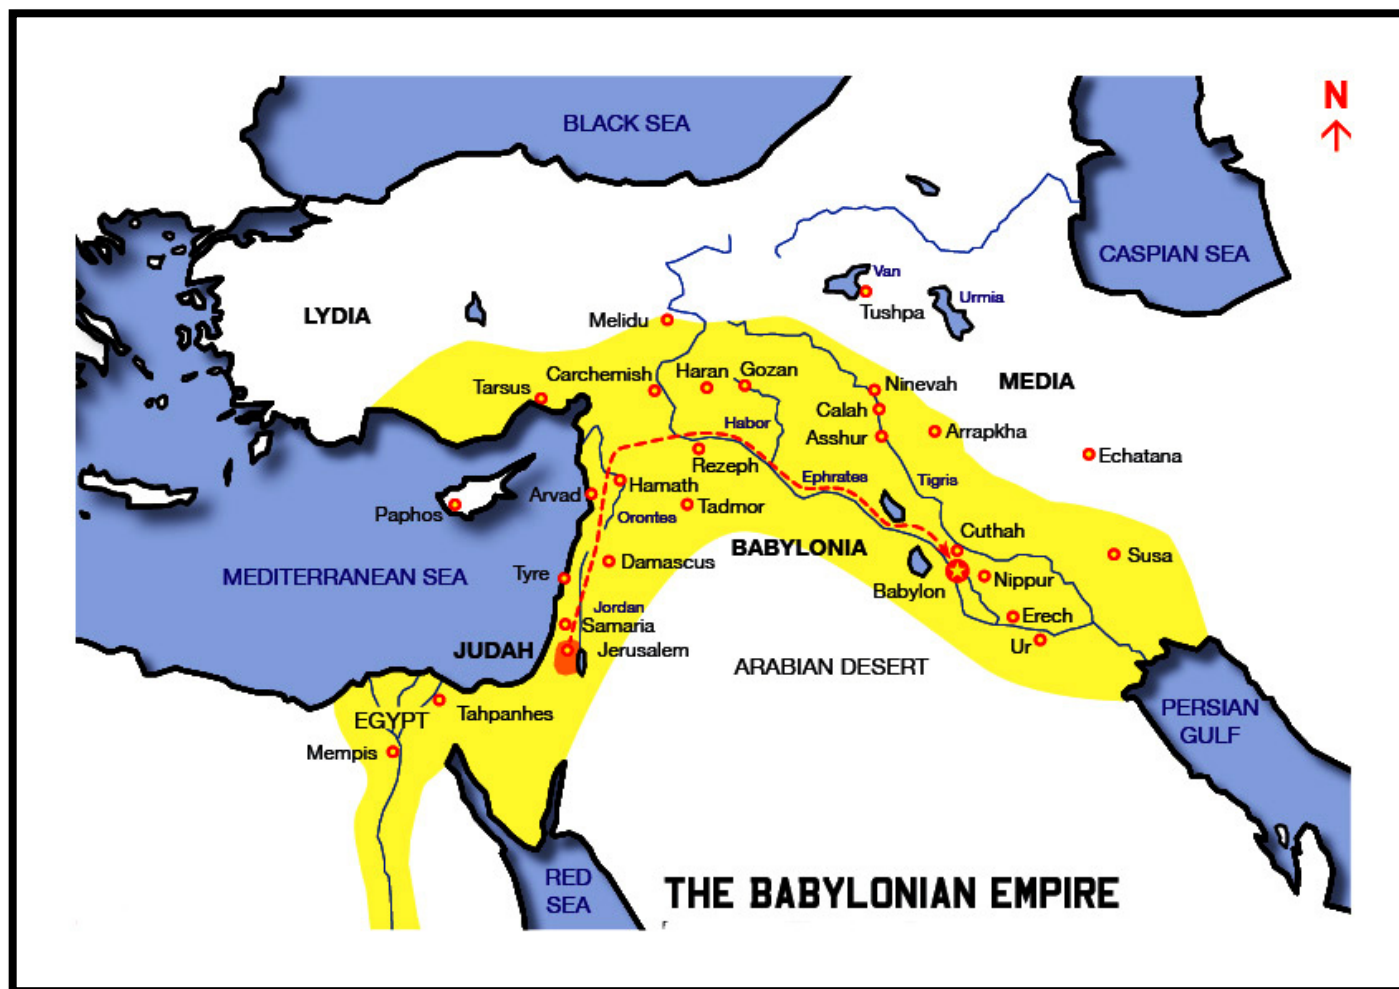 N
BLACK SEA
CASPIAN SEA
Van
Urmia
Tushpa
LYDIA
Melidu
MEDIA
Tarsus
Carchemish
Haran
Gozan
Ninevah
Calah
Asshur
Arrapkha
Habor
Echatana
Rezeph
Ephrates
Tigris
Hamath
Arvad
Paphos
Orontes
Tadmor
BABYLONIA
Cuthah
Susa
MEDITERRANEAN SEA
Tyre
Damascus
Nippur
Babylon
Jordan
Samaria
Erech
Ur
JUDAH
Jerusalem
ARABIAN DESERT
EGYPT
Tahpanhes
PERSIAN
GULF
Mempis
RED
SEA
THE BABYLONIAN EMPIRE